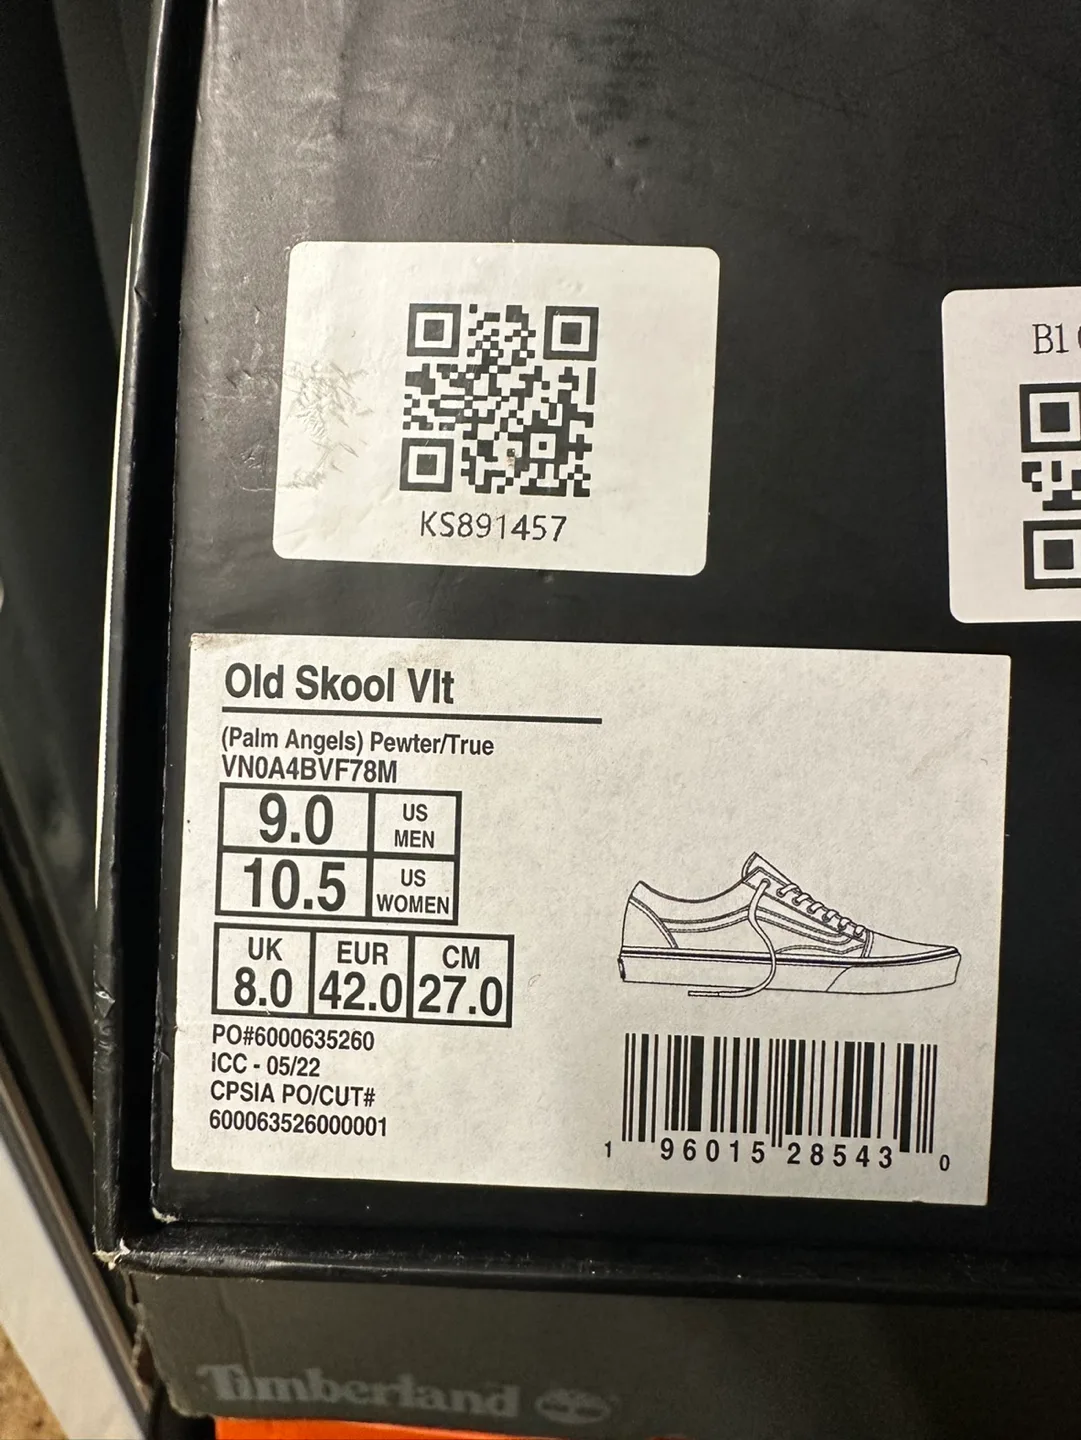 B1
KS891457
Old Skool Vlt
(Palm Angels) Pewter/True
VN0A4BVF78M
9.0 US MEN
10.5 US WOMEN
UK EUR CM
8.0 42.0 27.0
PO#6000635260
ICC - 05/22
CPSIA PO/CUT#
600063526000001
1 96015 28543 0
Timberland